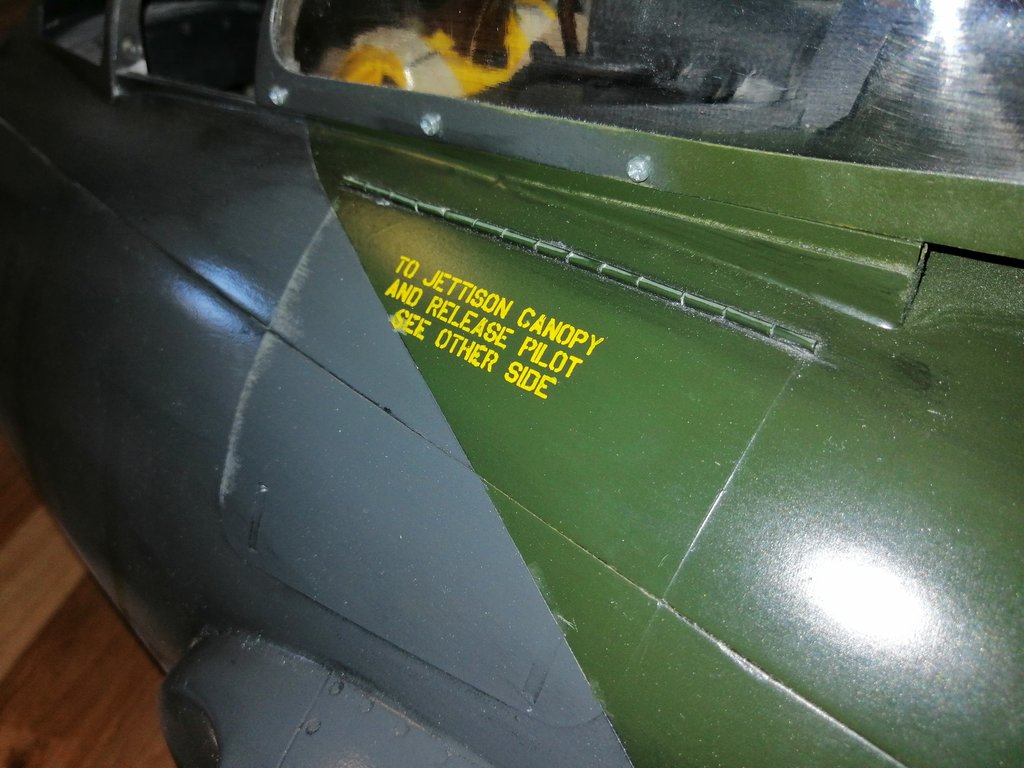 TO JETTISON CANOPY
AND RELEASE PILOT
SEE OTHER SIDE